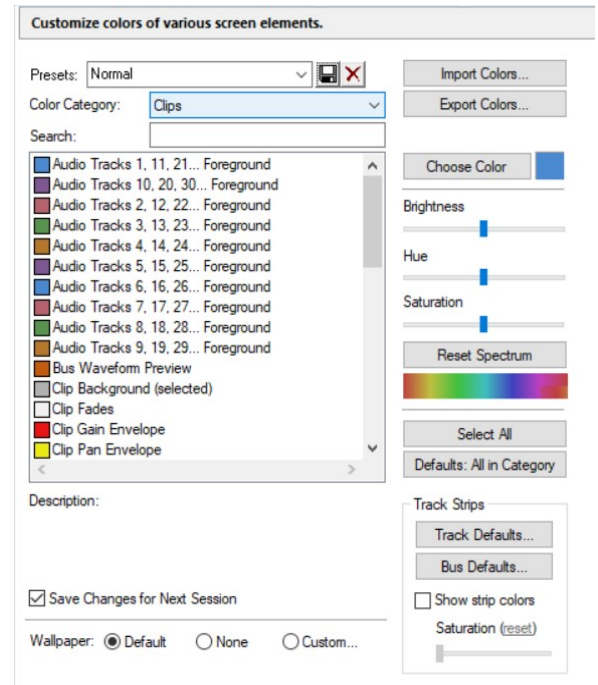 Customize colors of various screen elements.
Presets: Normal
Import Colors...
Color Category: Clips
Export Colors...
Search:
Audio Tracks 1, 11, 21... Foreground
Audio Tracks 10, 20, 30... Foreground
Audio Tracks 2, 12, 22... Foreground
Audio Tracks 3, 13, 23... Foreground
Audio Tracks 4, 14, 24... Foreground
Audio Tracks 5, 15, 25... Foreground
Audio Tracks 6, 16, 26... Foreground
Audio Tracks 7, 17, 27... Foreground
Audio Tracks 8, 18, 28... Foreground
Audio Tracks 9, 19, 29... Foreground
Bus Waveform Preview
Clip Background (selected)
Clip Fades
Clip Gain Envelope
Clip Pan Envelope
Choose Color
Brightness
Hue
Saturation
Reset Spectrum
Select All
Defaults: All in Category
Description:
Track Strips
Track Defaults...
Bus Defaults...
Show strip colors
Saturation (reset)
Save Changes for Next Session
Wallpaper: Default None Custom...